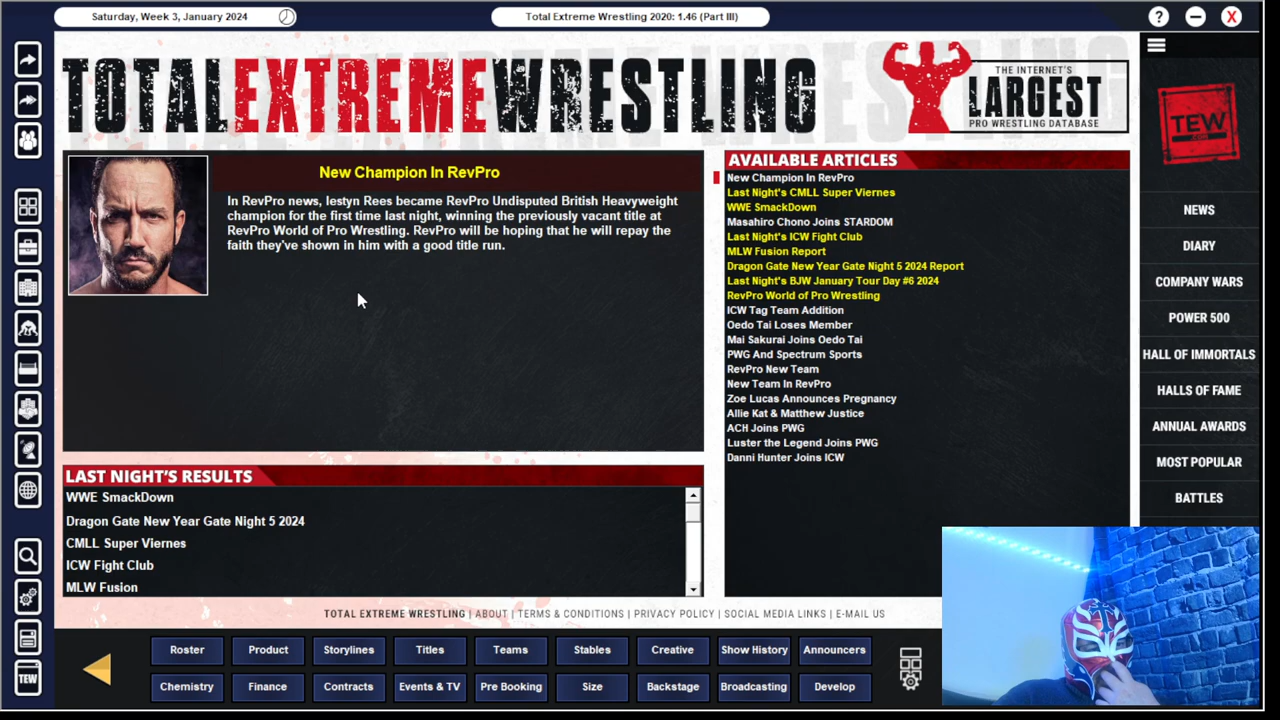 Saturday, Week 3, January 2024
Total Extreme Wrestling 2020: 1.46 (Part III)
?
X
TOTALEXTREMEWRESTLING
THE INTERNET'S
LARGEST
PRO WRESTLING DATABASE
TEW
.COM
New Champion In RevPro
In RevPro news, Iestyn Rees became RevPro Undisputed British Heavyweight
champion for the first time last night, winning the previously vacant title at
RevPro World of Pro Wrestling. RevPro will be hoping that he will repay the
faith they've shown in him with a good title run.
AVAILABLE ARTICLES
New Champion In RevPro
Last Night's CMLL Super Viernes
WWE SmackDown
Masahiro Chono Joins STARDOM
Last Night's ICW Fight Club
MLW Fusion Report
Dragon Gate New Year Gate Night 5 2024 Report
Last Night's BJW January Tour Day #6 2024
RevPro World of Pro Wrestling
ICW Tag Team Addition
Oedo Tai Loses Member
Mai Sakurai Joins Oedo Tai
PWG And Spectrum Sports
RevPro New Team
New Team In RevPro
Zoe Lucas Announces Pregnancy
Allie Kat & Matthew Justice
ACH Joins PWG
Luster the Legend Joins PWG
Danni Hunter Joins ICW
NEWS
DIARY
COMPANY WARS
POWER 500
HALL OF IMMORTALS
HALLS OF FAME
ANNUAL AWARDS
MOST POPULAR
BATTLES
LAST NIGHT'S RESULTS
WWE SmackDown
Dragon Gate New Year Gate Night 5 2024
CMLL Super Viernes
ICW Fight Club
MLW Fusion
TOTAL EXTREME WRESTLING | ABOUT | TERMS & CONDITIONS | PRIVACY POLICY | SOCIAL MEDIA LINKS | E-MAIL US
Roster Product Storylines Titles Teams Stables Creative Show History Announcers
Chemistry Finance Contracts Events & TV Pre Booking Size Backstage Broadcasting Develop
TEW